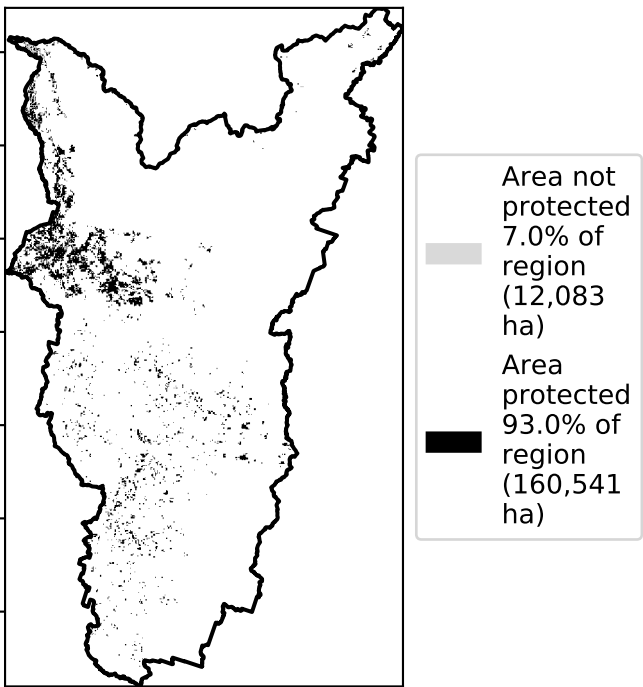 Area not
protected
7.0% of
region
(12,083
ha)
Area
protected
93.0% of
region
(160,541
ha)